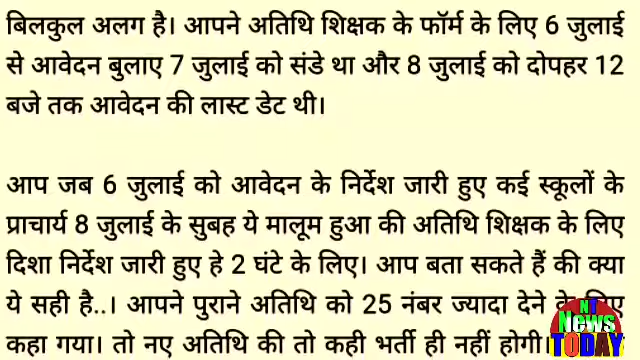 बिलकुल अलग है। आपने अतिथि शिक्षक के फॉर्म के लिए 6 जुलाई
से आवेदन बुलाए 7 जुलाई को संडे था और 8 जुलाई को दोपहर 12
बजे तक आवेदन की लास्ट डेट थी।
आप जब 6 जुलाई को आवेदन के निर्देश जारी हुए कई स्कूलों के
प्राचार्य 8 जुलाई के सुबह ये मालूम हुआ की अतिथि शिक्षक के लिए
दिशा निर्देश जारी हुए हे 2 घंटे के लिए। आप बता सकते हैं की क्या
ये सही है..। आपने पुराने अतिथि को 25 नंबर ज्यादा देने के लिए
कहा गया। तो नए अतिथि की तो कही भर्ती ही नहीं होगी।
NT
News
TODAY